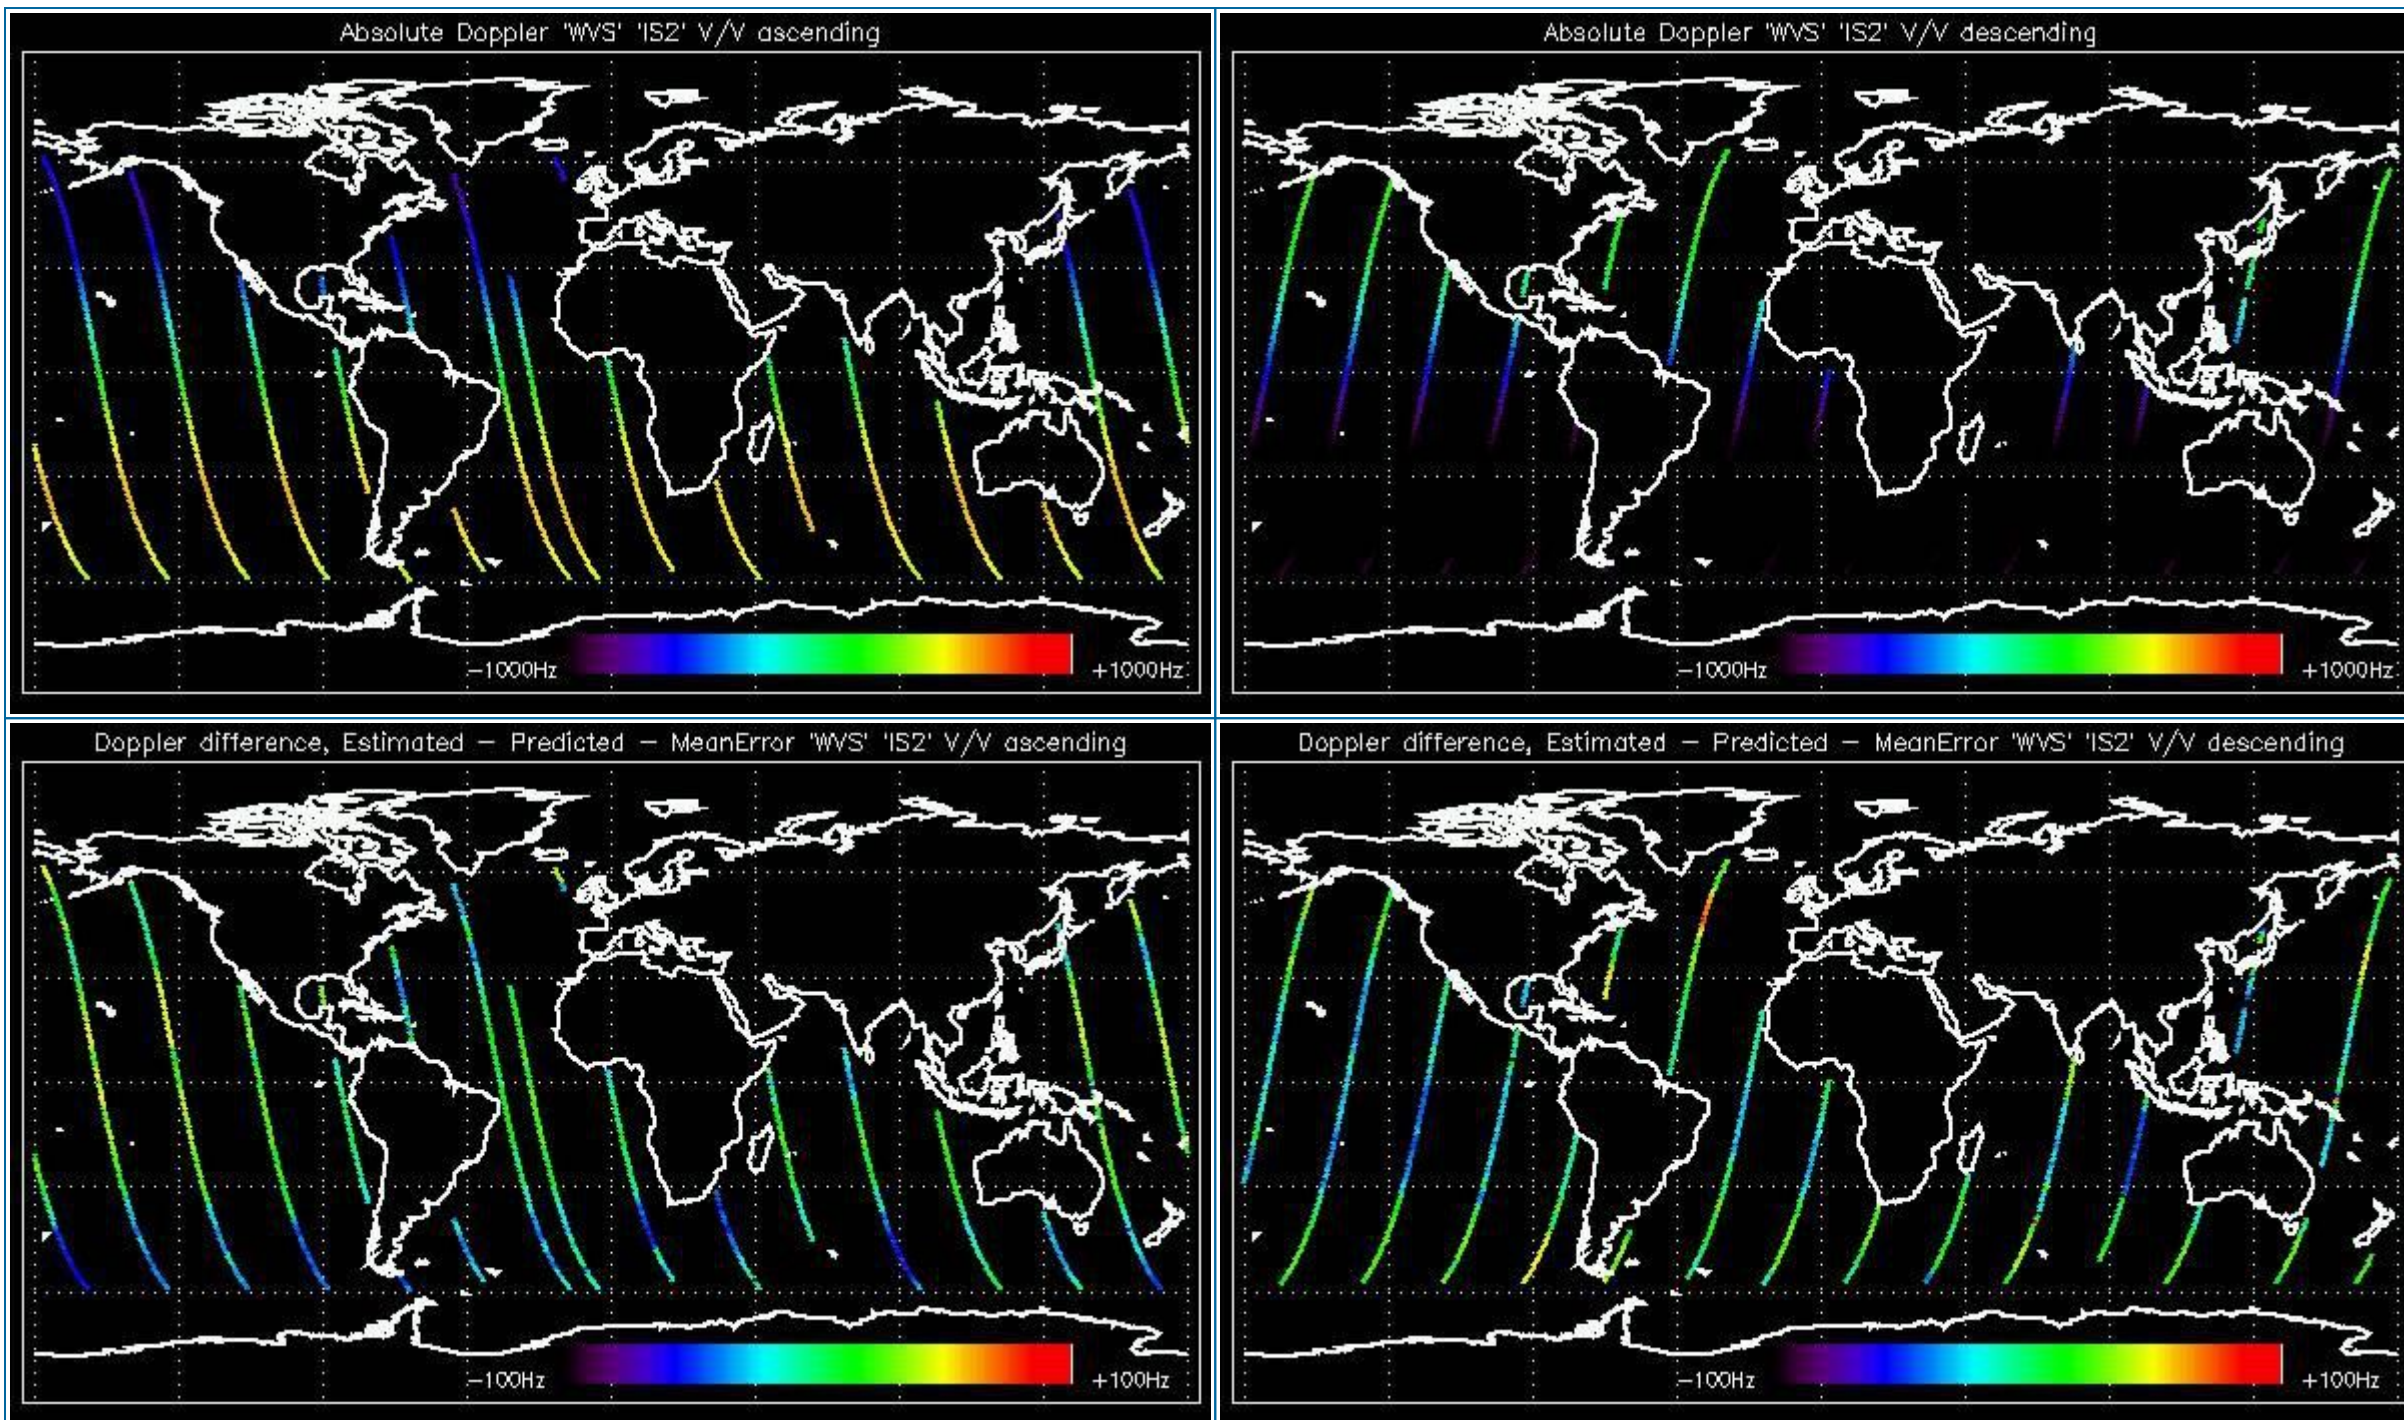 Absolute Doppler 'WVS' 'IS2' V/V ascending
-1000Hz
+1000Hz
Absolute Doppler 'WVS' 'IS2' V/V descending
-1000Hz
+1000Hz
Doppler difference, Estimated - Predicted - MeanError 'WVS' 'IS2' V/V ascending
-100Hz
+100Hz
Doppler difference, Estimated - Predicted - MeanError 'WVS' 'IS2' V/V descending
-100Hz
+100Hz